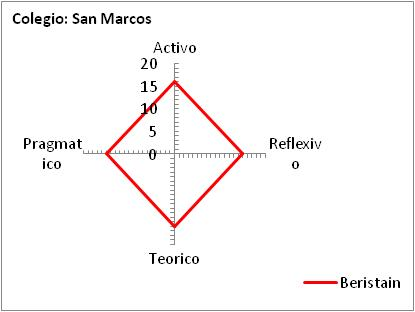 Colegio: San Marcos
Activo
20
15
10
5
0
Pragmat
ico
Reflexiv
o
Teorico
Beristain